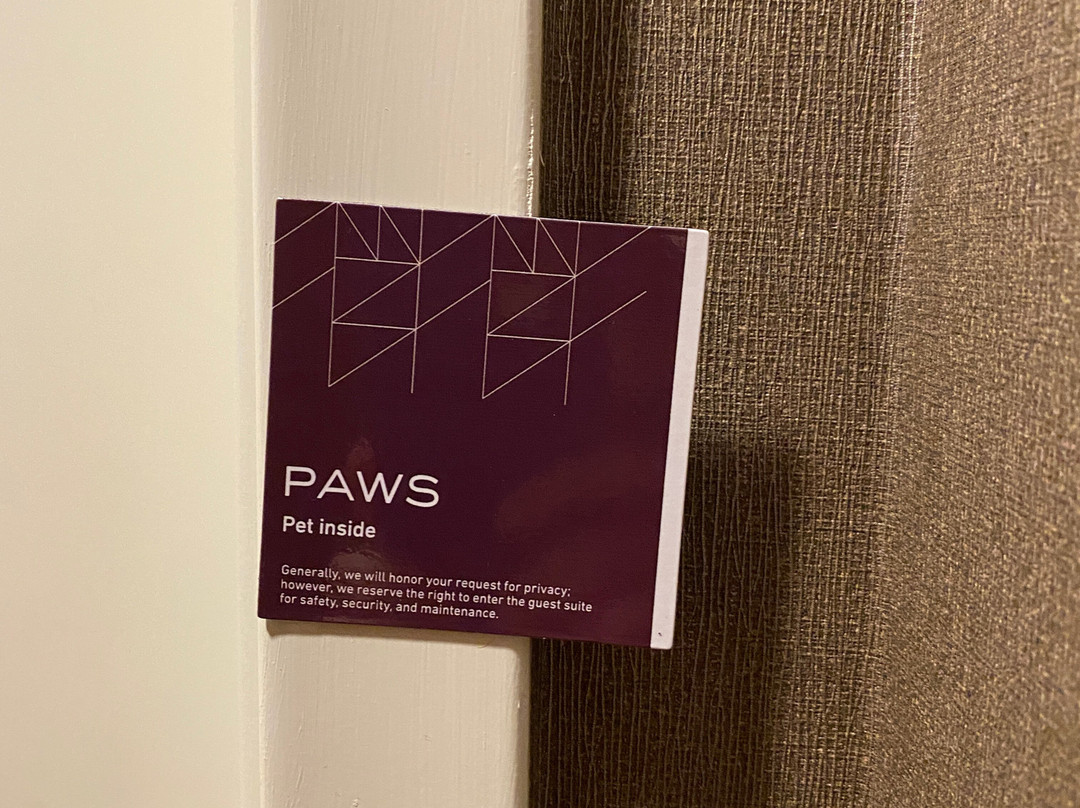 PAWS
Pet inside
Generally, we will honor your request for privacy;
however, we reserve the right to enter the guest suite
for safety, security, and maintenance.